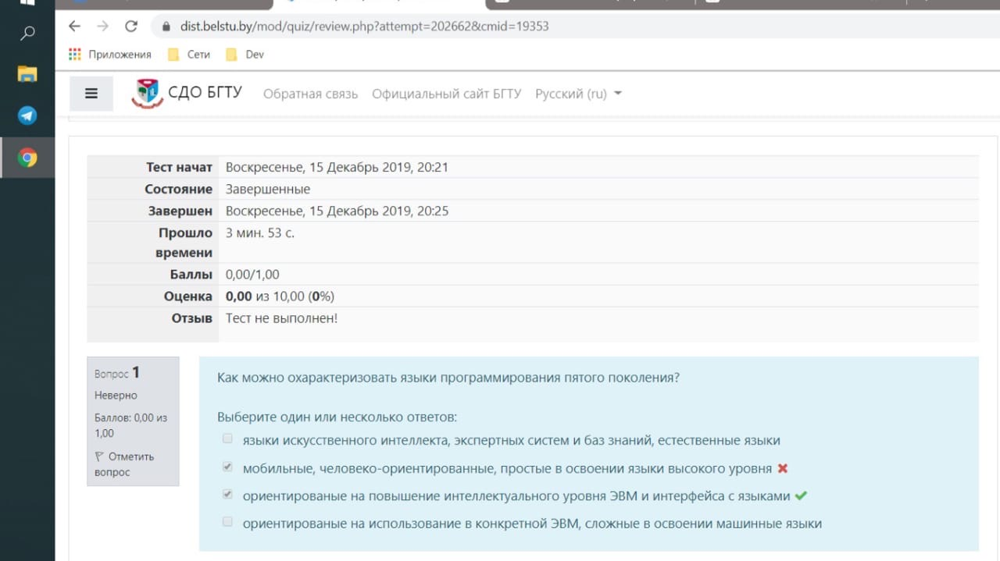 dist.belstu.by/mod/quiz/review.php?attempt=202662&cmid=19353
Приложения Сети Dev
СДО БГТУ Обратная связь Официальный сайт БГТУ Русский (ru)
Тест начат Воскресенье, 15 Декабрь 2019, 20:21
Состояние Завершенные
Завершен Воскресенье, 15 Декабрь 2019, 20:25
Прошло 3 мин. 53 с.
времени
Баллы 0,00/1,00
Оценка 0,00 из 10,00 (0%)
Отзыв Тест не выполнен!
Вопрос 1
Неверно
Баллов: 0,00 из
1,00
Отметить
вопрос
Как можно охарактеризовать языки программирования пятого поколения?
Выберите один или несколько ответов:
языки искусственного интеллекта, экспертных систем и баз знаний, естественные языки
мобильные, человеко-ориентированные, простые в освоении языки высокого уровня
ориентированые на повышение интеллектуального уровня ЭВМ и интерфейса с языками
ориентированые на использование в конкретной ЭВМ, сложные в освоении машинные языки